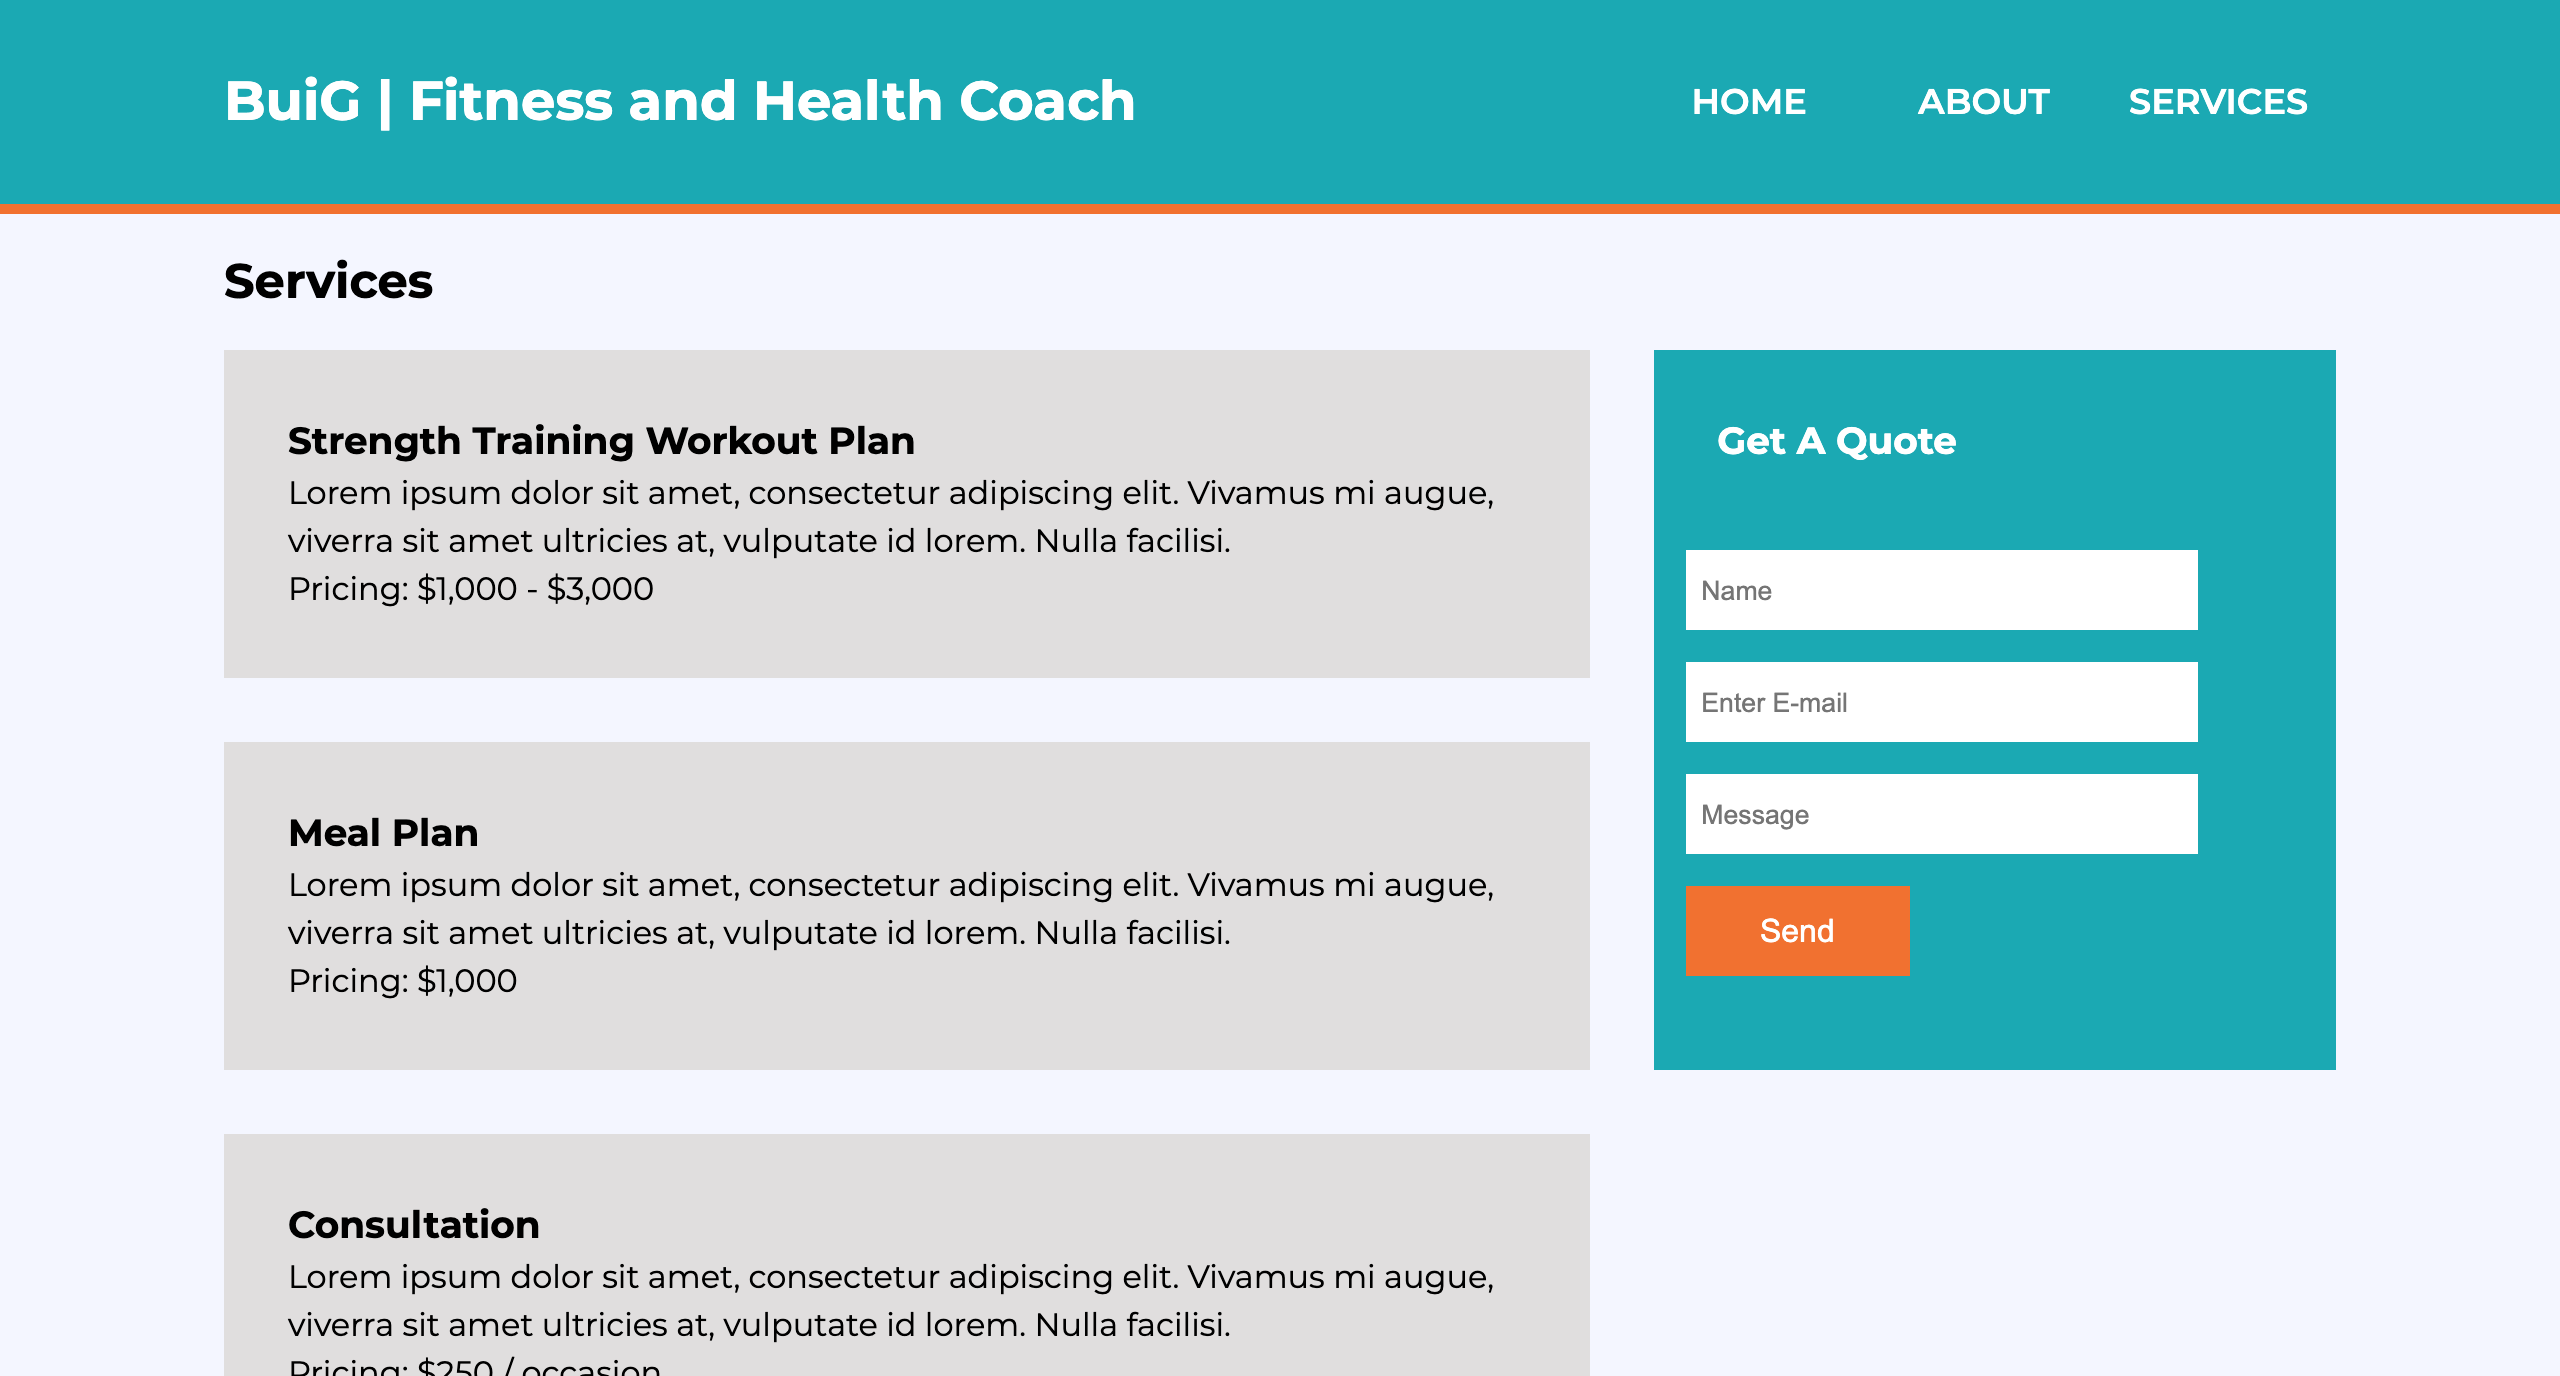 BuiG | Fitness and Health Coach
HOME
ABOUT
SERVICES
Services
Strength Training Workout Plan
Lorem ipsum dolor sit amet, consectetur adipiscing elit. Vivamus mi augue,
viverra sit amet ultricies at, vulputate id lorem. Nulla facilisi.
Pricing: $1,000 - $3,000
Meal Plan
Lorem ipsum dolor sit amet, consectetur adipiscing elit. Vivamus mi augue,
viverra sit amet ultricies at, vulputate id lorem. Nulla facilisi.
Pricing: $1,000
Consultation
Lorem ipsum dolor sit amet, consectetur adipiscing elit. Vivamus mi augue,
viverra sit amet ultricies at, vulputate id lorem. Nulla facilisi.
Pricing: $250 / occasion
Get A Quote
Name
Enter E-mail
Message
Send